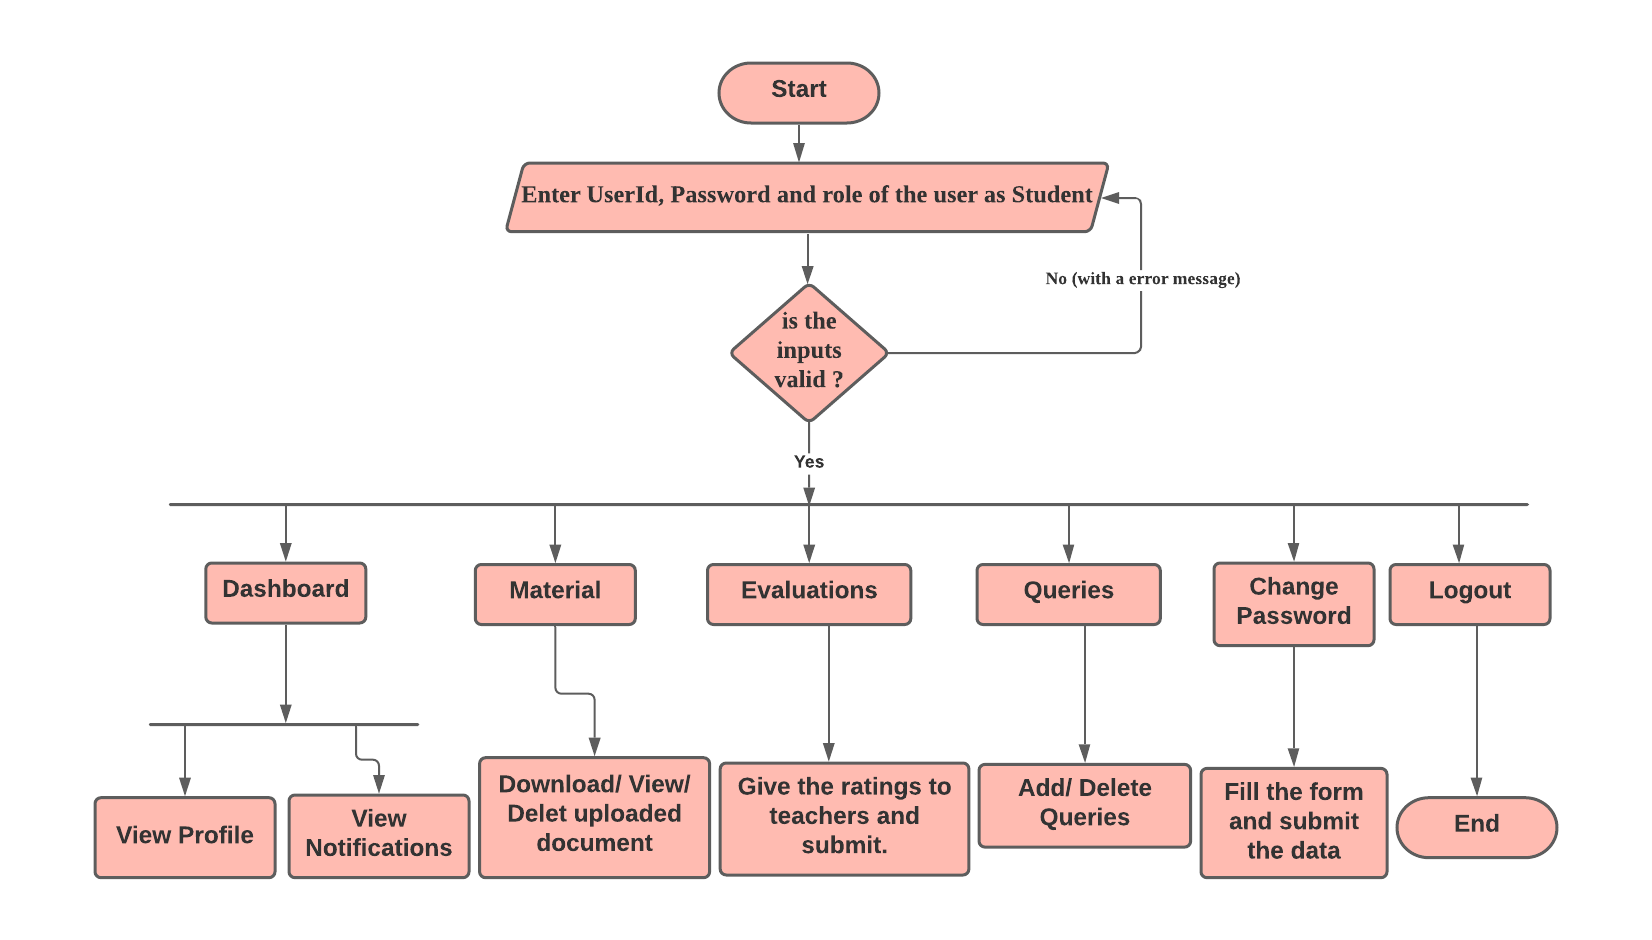 Start
Enter UserId, Password and role of the user as Student
No (with a error message)
is the
inputs
valid ?
Yes
Dashboard
Material
Evaluations
Queries
Change
Password
Logout
View Profile
View
Notifications
Download/ View/
Delet uploaded
document
Give the ratings to
teachers and
submit.
Add/ Delete
Queries
Fill the form
and submit
the data
End